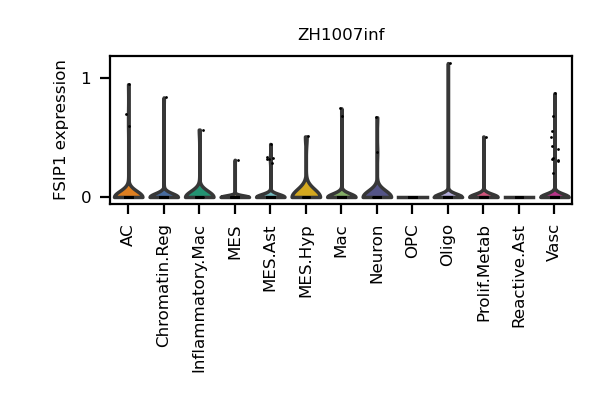 ZH1007inf
FSIP1 expression
1
0
AC
Chromatin.Reg
Inflammatory.Mac
MES
MES.Ast
MES.Hyp
Mac
Neuron
OPC
Oligo
Prolif.Metab
Reactive.Ast
Vasc